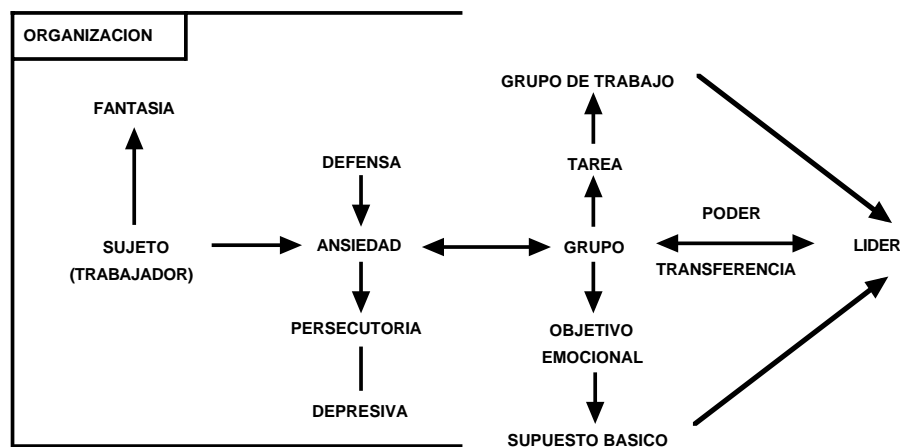 ORGANIZACION
GRUPO DE TRABAJO
FANTASIA
DEFENSA
TAREA
PODER
SUJETO
(TRABAJADOR)
ANSIEDAD
GRUPO
LIDER
TRANSFERENCIA
PERSECUTORIA
OBJETIVO
EMOCIONAL
DEPRESIVA
SUPUESTO BASICO